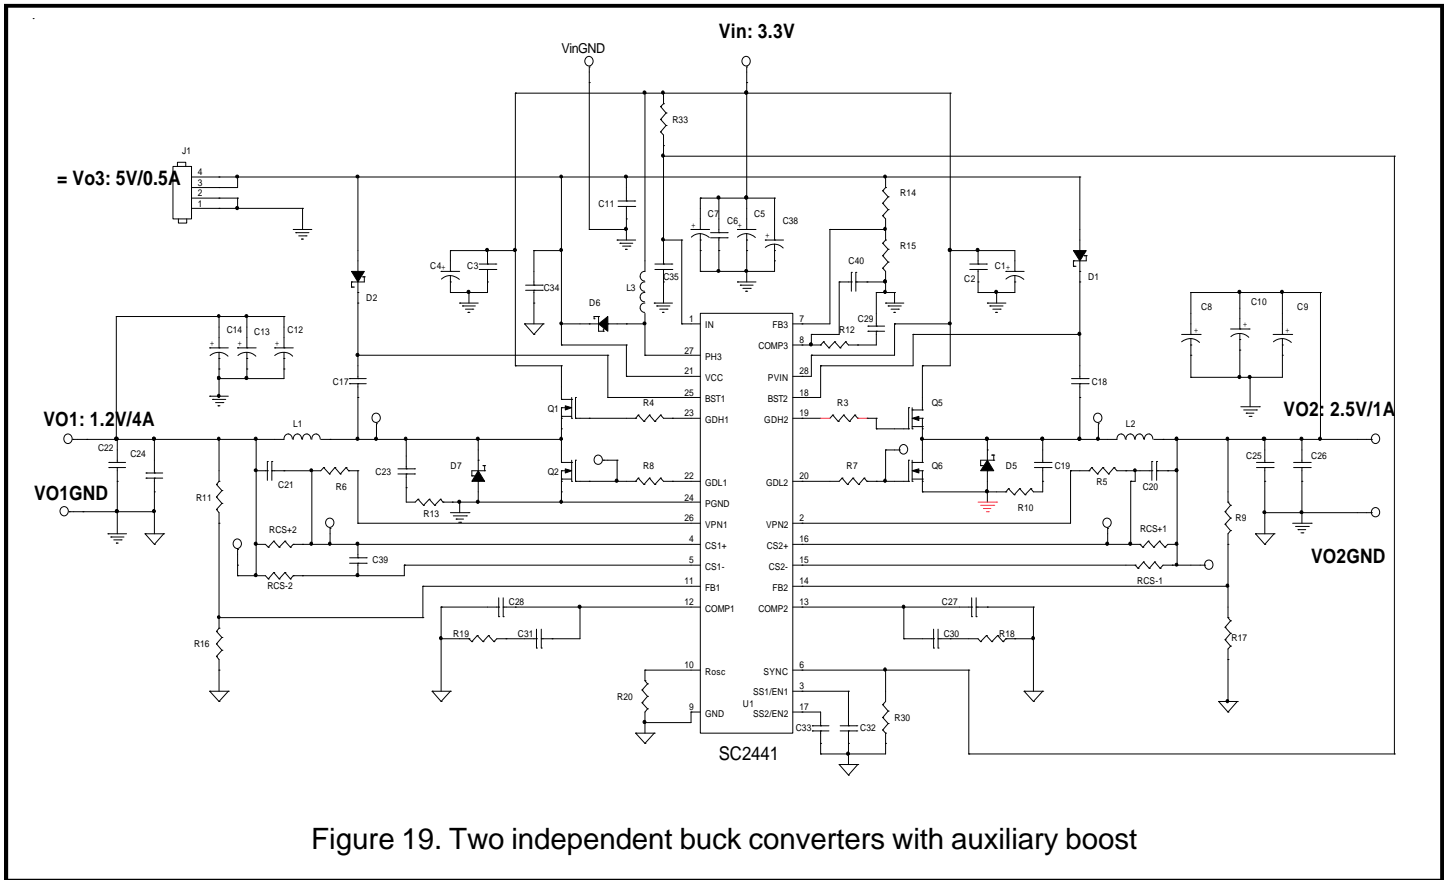 Vin: 3.3V
VinGND
R33
J1
= Vo3: 5V/0.5A
4
3
2
1
C11
C7
C6
C5
C38
R14
R15
C40
C4
C3
C34
L3
C35
C2
C1
D1
D2
D6
C29
R12
C8
C10
C9
C14
C13
C12
1
IN
FB3
7
COMP3
8
27
PH3
21
VCC
PVIN
28
25
BST1
BST2
18
23
GDH1
GDH2
19
C17
C18
Q1
R4
R3
Q5
VO1: 1.2V/4A
L1
L2
VO2: 2.5V/1A
C22
C24
C21
R6
C23
D7
Q2
R8
22
GDL1
GDL2
20
R7
Q6
D5
C19
R5
C20
C25
C26
VO1GND
R11
R13
24
PGND
R10
R9
26
VPN1
VPN2
2
RCS+2
4
CS1+
CS2+
16
RCS+1
C39
5
CS1-
CS2-
15
VO2GND
RCS-2
RCS-1
11
FB1
FB2
14
C28
12
COMP1
COMP2
13
C27
R16
R19
C31
C30
R18
R17
10
Rosc
SYNC
6
R20
SS1/EN1
3
9
GND
U1
SS2/EN2
17
C33
C32
R30
SC2441
Figure 19. Two independent buck converters with auxiliary boost